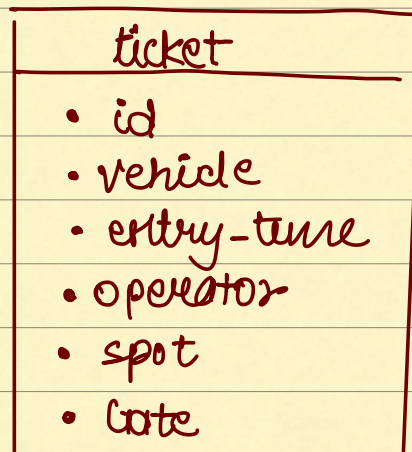 ticket
• id
• vehicle
• entry-time
• operator
• spot
• Gate